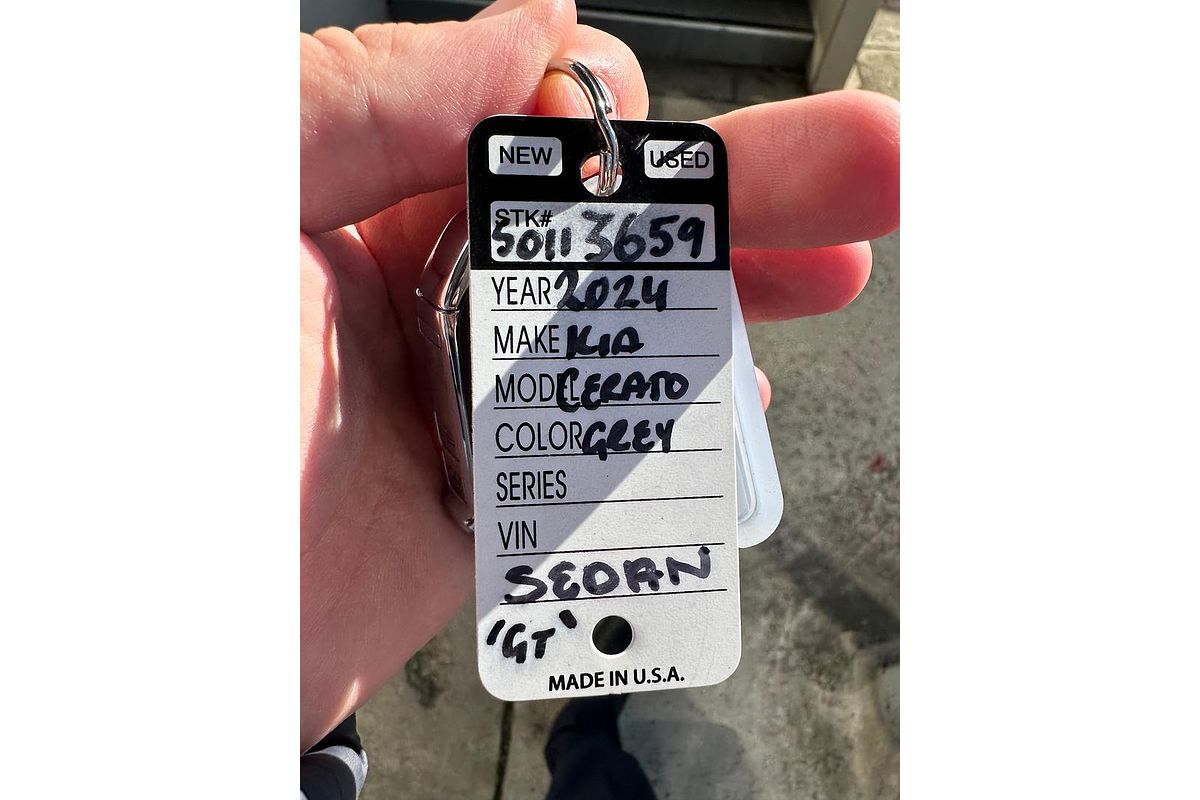 NEW USED
STK# 50113659
YEAR 2024
MAKE KIA
MODEL CERATO
COLOR GREY
SERIES
VIN
SEDAN
'GT'
MADE IN U.S.A.